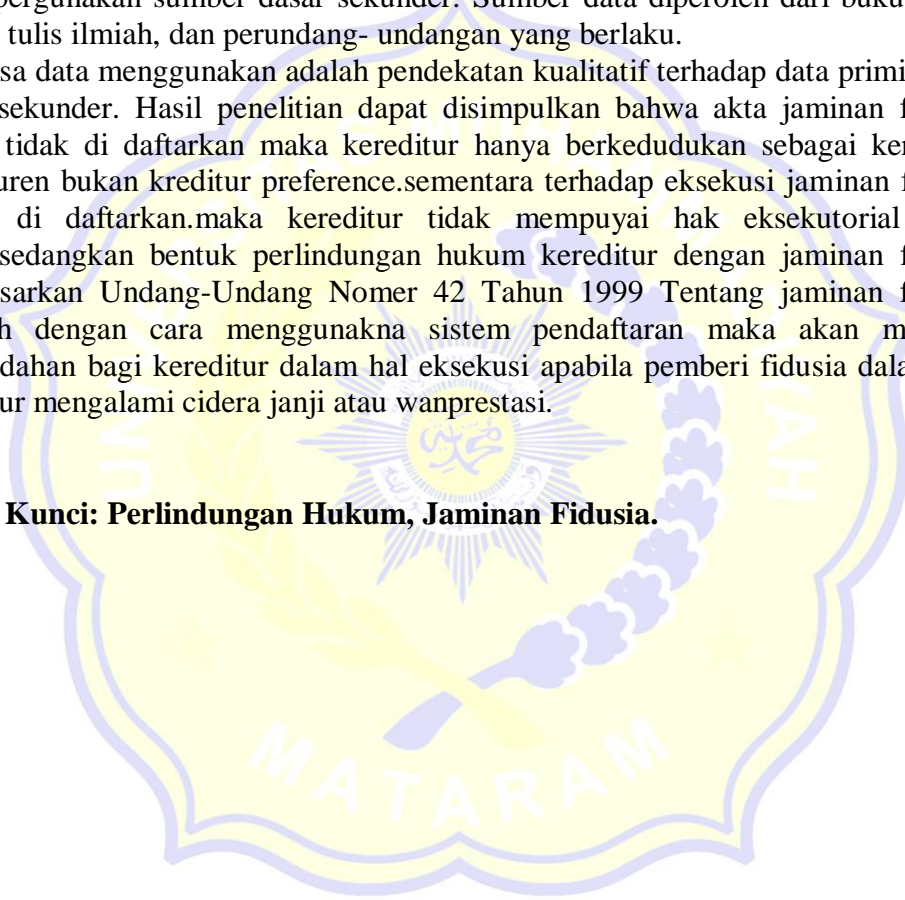 pergunakan sumber dasar sekunder. Sumber data diperoleh dari buku
tulis ilmiah, dan perundang- undangan yang berlaku.
sa data menggunakan adalah pendekatan kualitatif terhadap data primi
sekunder. Hasil penelitian dapat disimpulkan bahwa akta jaminan f
tidak di daftarkan maka kereditur hanya berkedudukan sebagai ker
uren bukan kreditur preference.sementara terhadap eksekusi jaminan f
di daftarkan.maka kereditur tidak mempuyai hak eksekutorial
sedangkan bentuk perlindungan hukum kereditur dengan jaminan f
sarkan Undang-Undang Nomer 42 Tahun 1999 Tentang jaminan f
h dengan cara menggunakna sistem pendaftaran maka akan m
dahan bagi kereditur dalam hal eksekusi apabila pemberi fidusia dala
ur mengalami cidera janji atau wanprestasi.
Kunci: Perlindungan Hukum, Jaminan Fidusia.
UNIVERSITAS MUHAMMADIYAH
MATARAM